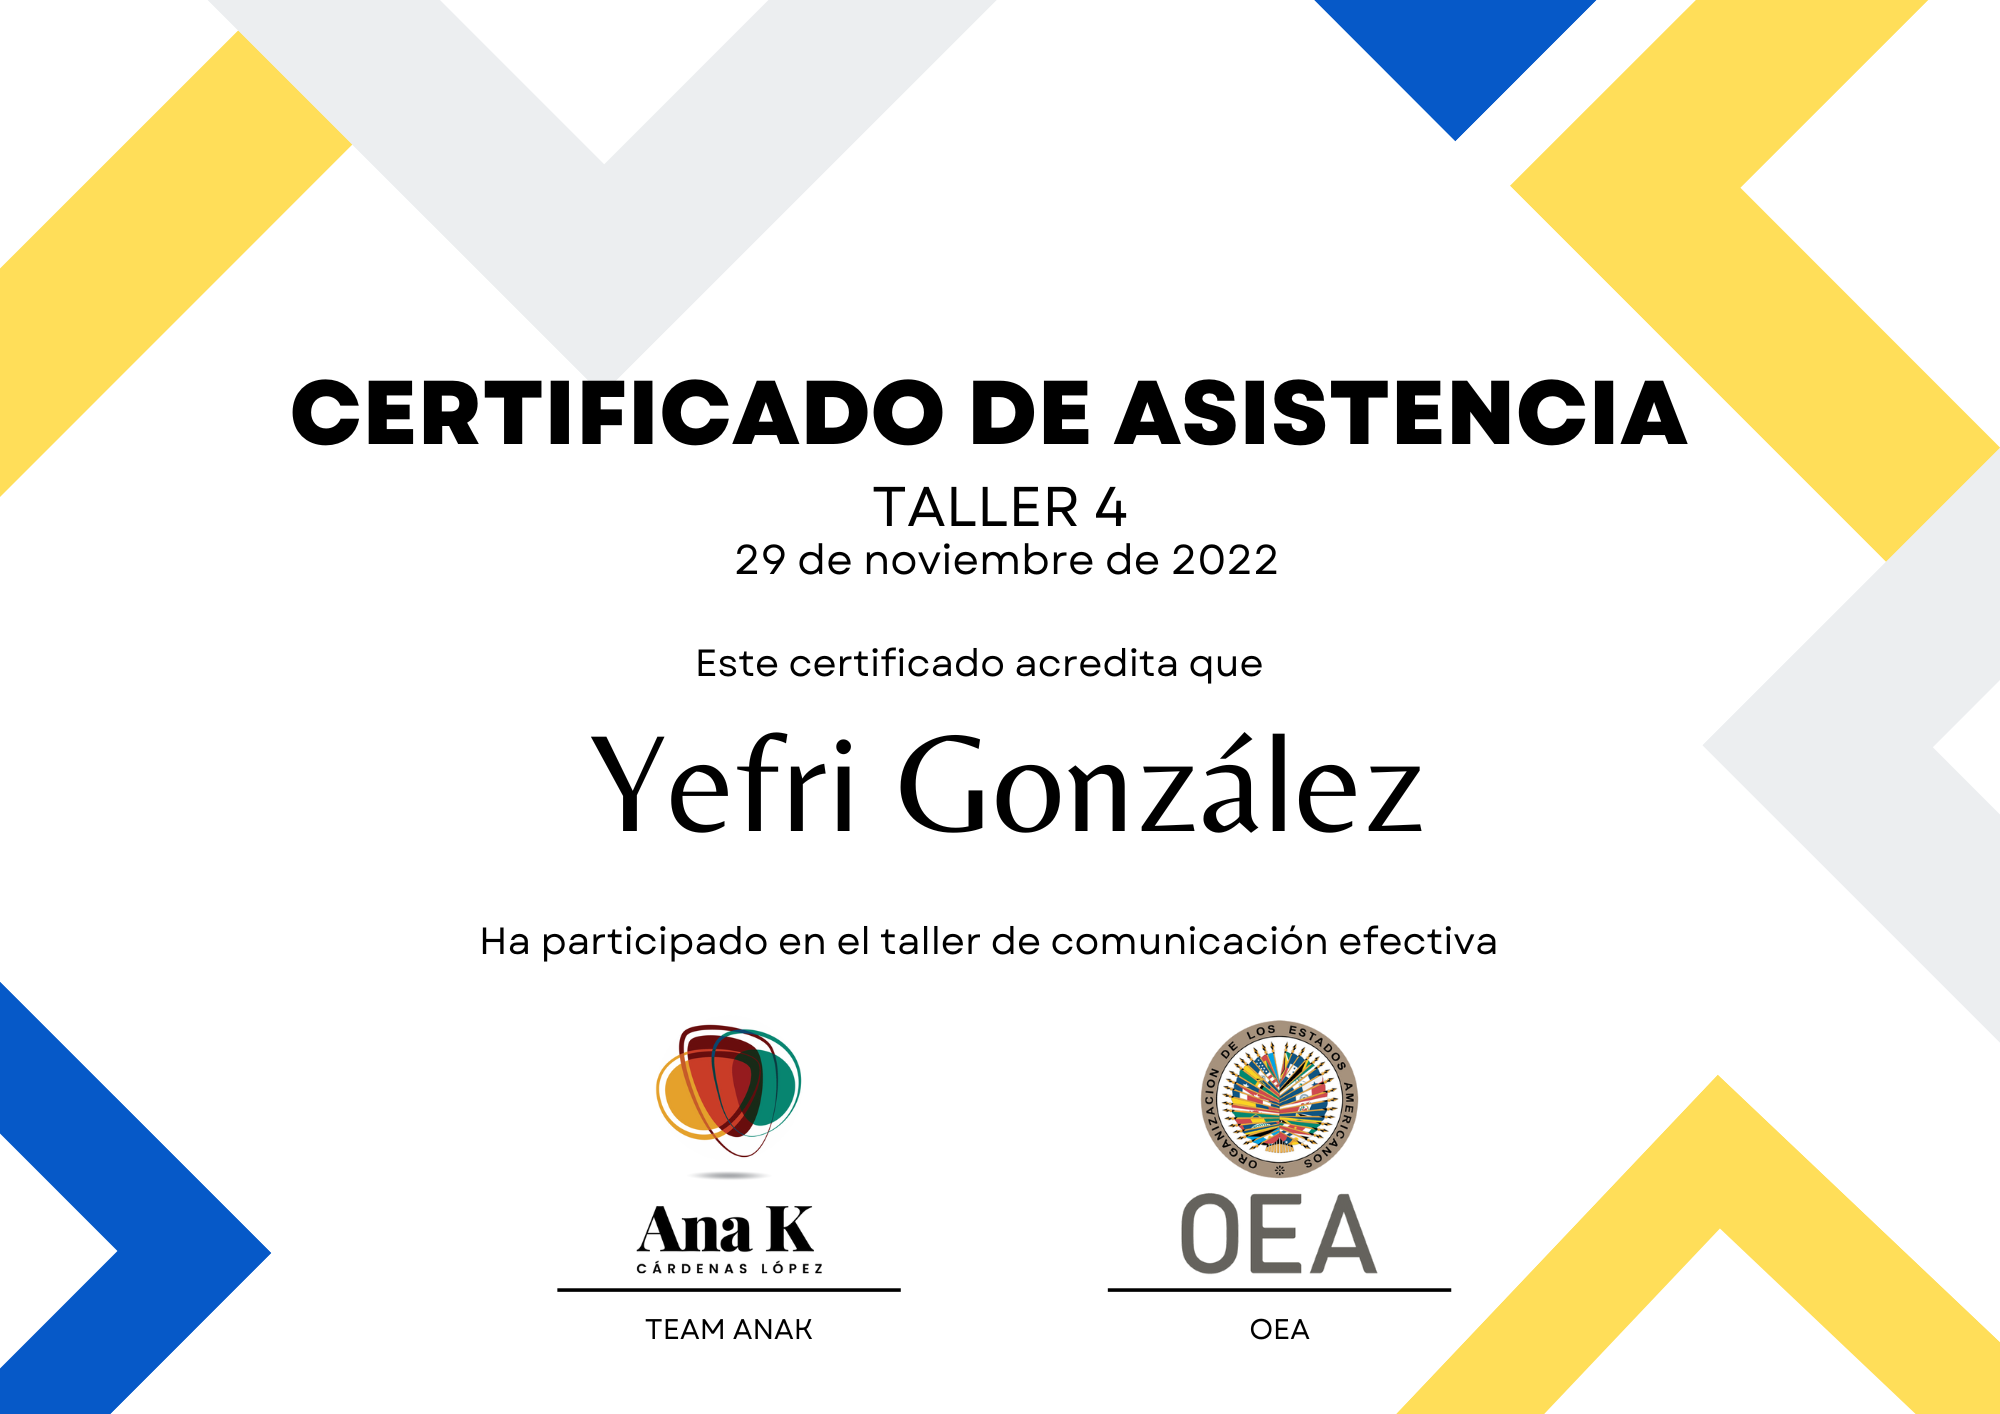 CERTIFICADO DE ASISTENCIA
TALLER 4
29 de noviembre de 2022
Este certificado acredita que
Yefri González
Ha participado en el taller de comunicación efectiva
Ana K
CÁRDENAS LÓPEZ
TEAM ANAK
ORGANIZACION DE LOS ESTADOS AMERICANOS
OEA
OEA